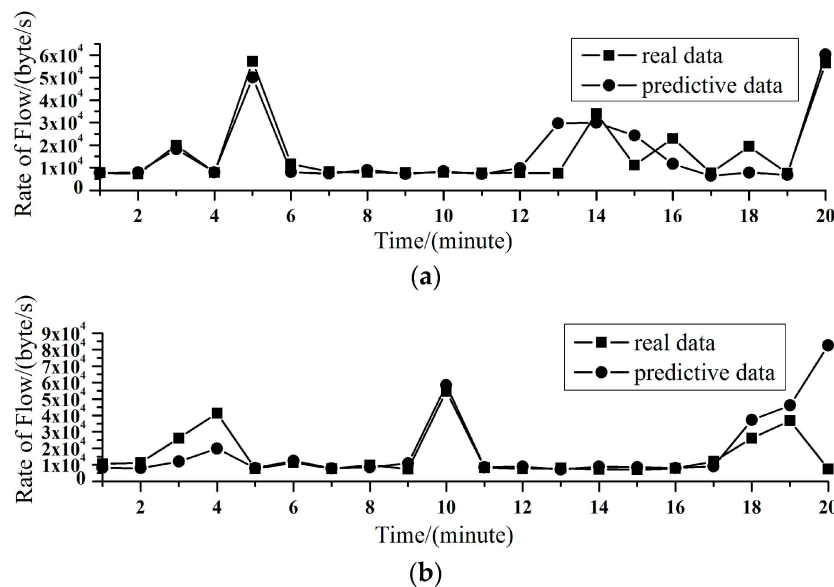 Rate of Flow/(byte/s)
6x10⁴
5x10⁴
4x10⁴
3x10⁴
2x10⁴
1x10⁴
0
real data
predictive data
2 4 6 8 10 12 14 16 18 20
Time/(minute)
(a)
Rate of Flow/(byte/s)
9x10⁴
8x10⁴
7x10⁴
6x10⁴
5x10⁴
4x10⁴
3x10⁴
2x10⁴
1x10⁴
0
real data
predictive data
2 4 6 8 10 12 14 16 18 20
Time/(minute)
(b)